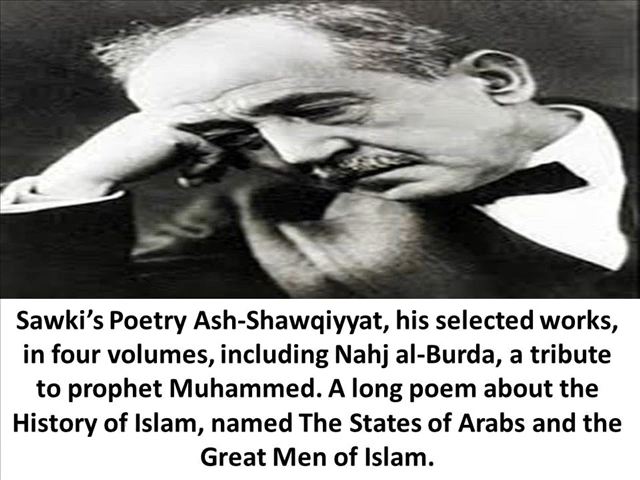 Sawki's Poetry Ash-Shawqiyyat, his selected works,
in four volumes, including Nahj al-Burda, a tribute
to prophet Muhammed. A long poem about the
History of Islam, named The States of Arabs and the
Great Men of Islam.